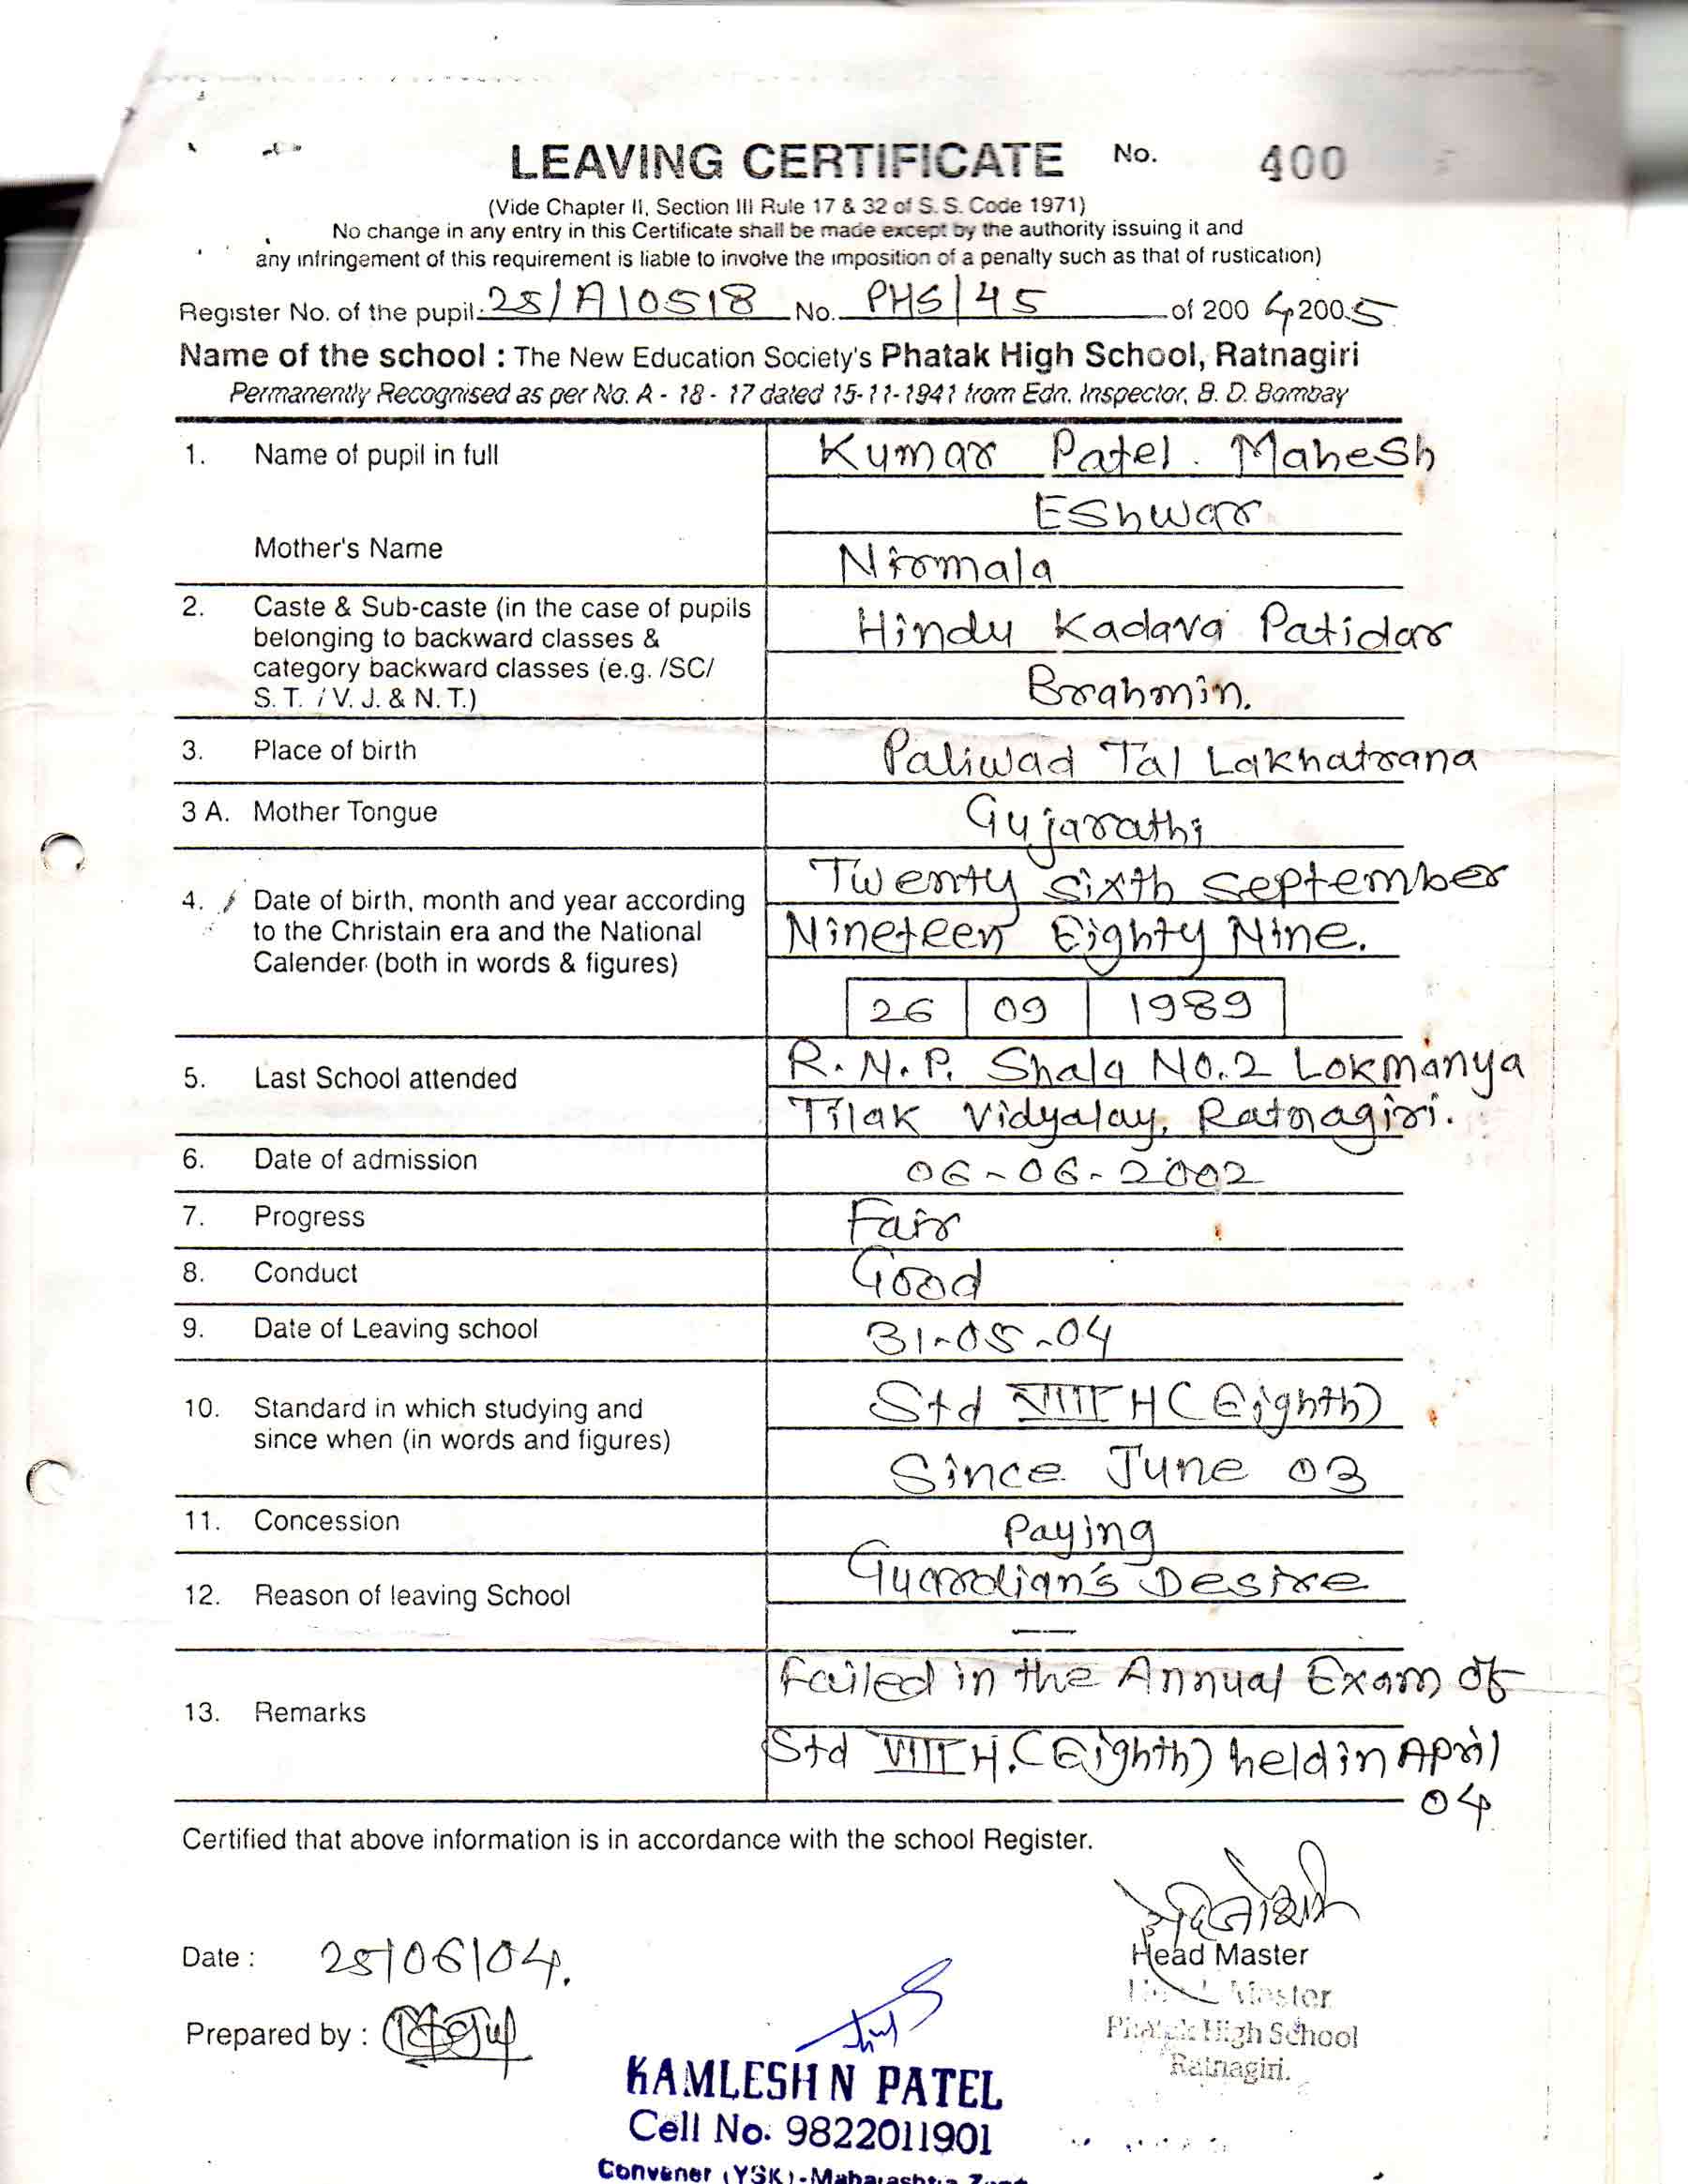 LEAVING CERTIFICATE No. 400
(Vide Chapter II, Section III Rule 17 & 32 of S. S. Code 1971)
No change in any entry in this Certificate shall be made except by the authority issuing it and
any infringement of this requirement is liable to involve the imposition of a penalty such as that of rustication)
Register No. of the pupil. 25/A10518 No. PHS/45 of 2004 2005
Name of the school : The New Education Society's Phatak High School, Ratnagiri
Permanently Recognised as per No. A - 18 - 17 dated 15-11-1941 from Edn. Inspector, B. D. Bombay
1. Name of pupil in full Kumar Patel. Mahesh
Eshwar
Mother's Name Nirmala
2. Caste & Sub-caste (in the case of pupils
belonging to backward classes &
category backward classes (e.g. /SC/
S. T. / V. J. & N. T.)
Hindu Kadava Patidar
Brahmin.
3. Place of birth Paliwad Tal Lakhatrana
3 A. Mother Tongue Gujarathi
4. Date of birth, month and year according
to the Christain era and the National
Calender (both in words & figures)
Twenty sixth September
Nineteen Eighty Nine.
26 09 1989
5. Last School attended R. N. P. Shala No. 2 Lokmanya
Tilak Vidyalay, Ratnagiri.
6. Date of admission 06-06-2002
7. Progress Fair
8. Conduct Good
9. Date of Leaving school 31-05-04
10. Standard in which studying and
since when (in words and figures)
Std VIII H (Eighth)
Since June 03
11. Concession Paying
12. Reason of leaving School Guardian's Desire
—
13. Remarks
Failed in the Annual Exam of
Std VIII H. (Eighth) held in April
04
Certified that above information is in accordance with the school Register.
Date : 25/06/04.
Head Master
Head Master
Phatak High School
Ratnagiri.
Prepared by :
KAMLESH N PATEL
Cell No. 9822011901
Convener (YSK)-Maharashtra Zone